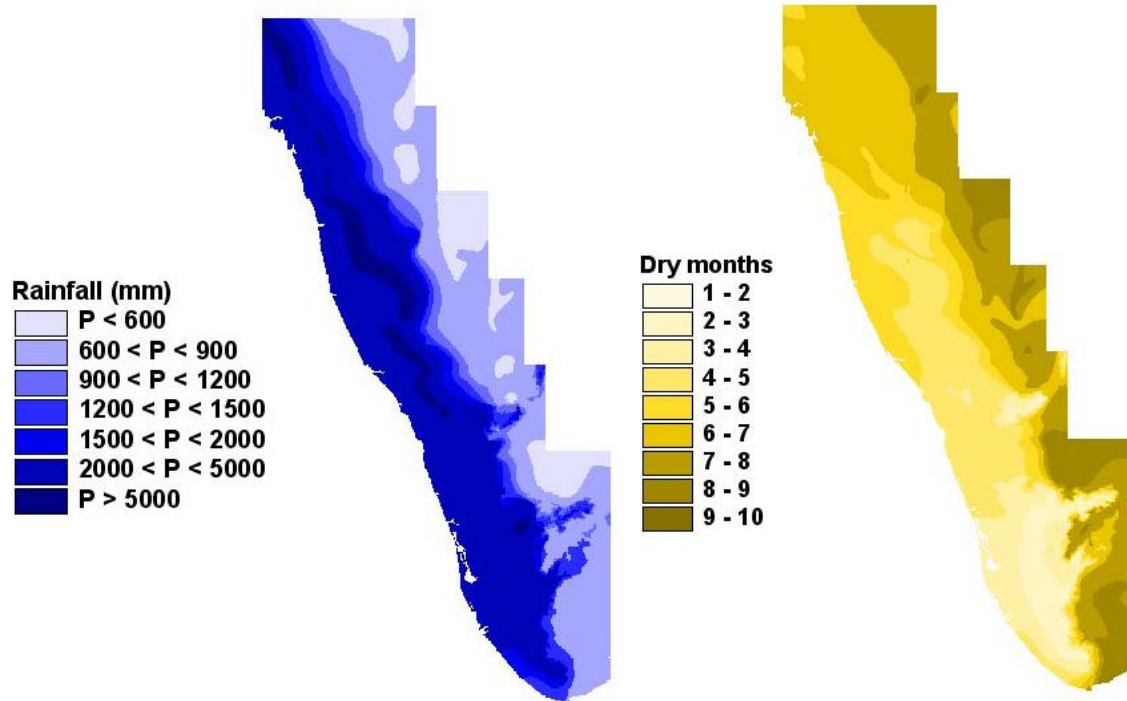 Rainfall (mm)
P < 600
600 < P < 900
900 < P < 1200
1200 < P < 1500
1500 < P < 2000
2000 < P < 5000
P > 5000
Dry months
1 - 2
2 - 3
3 - 4
4 - 5
5 - 6
6 - 7
7 - 8
8 - 9
9 - 10